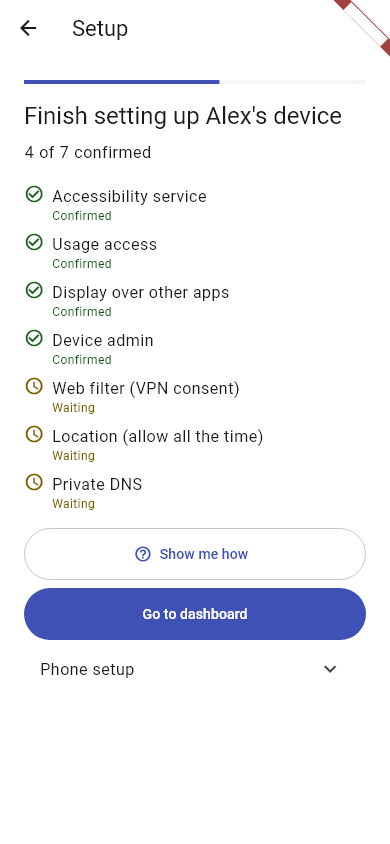 Setup
Finish setting up Alex's device
4 of 7 confirmed
Accessibility service
Confirmed
Usage access
Confirmed
Display over other apps
Confirmed
Device admin
Confirmed
Web filter (VPN consent)
Waiting
Location (allow all the time)
Waiting
Private DNS
Waiting
Show me how
Go to dashboard
Phone setup